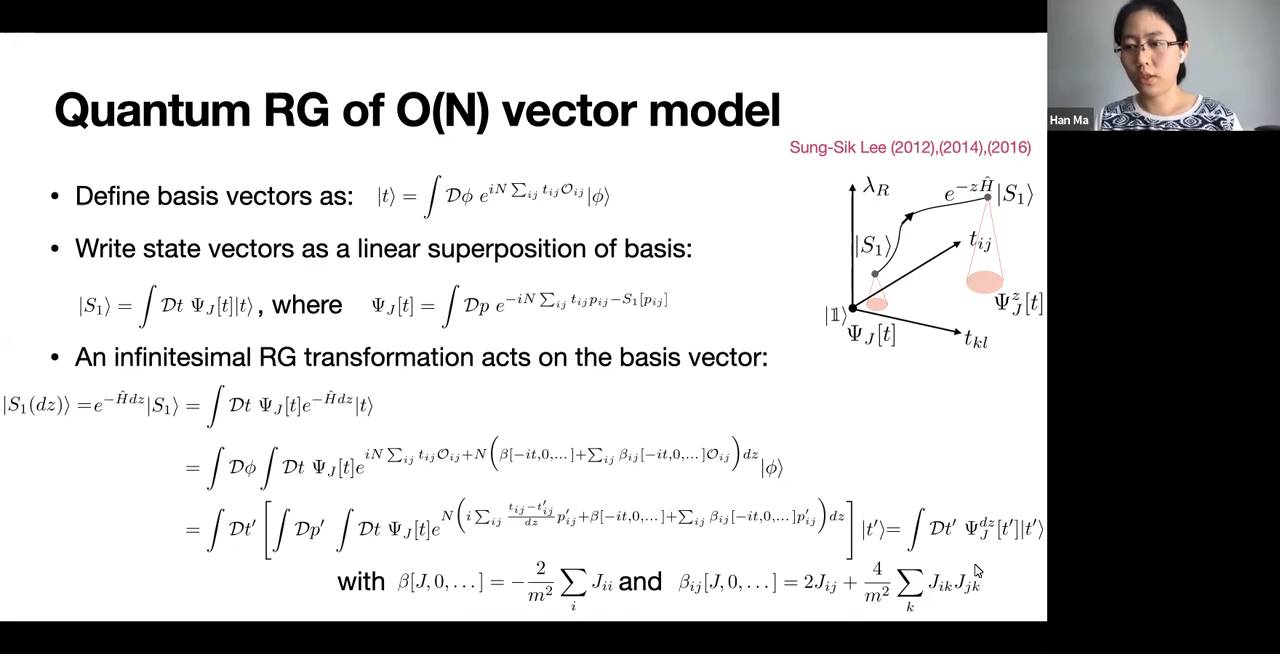 Quantum RG of O(N) vector model
Sung-Sik Lee (2012),(2014),(2016)
• Define basis vectors as: |t⟩ = ∫ 𝒟ϕ e^{iN ∑_{ij} t_{ij}𝒪_{ij}}|ϕ⟩
• Write state vectors as a linear superposition of basis:
|S_1⟩ = ∫ 𝒟t Ψ_J[t]|t⟩, where Ψ_J[t] = ∫ 𝒟p e^{−iN ∑_{ij} t_{ij}p_{ij}−S_1[p_{ij}]}
• An infinitesimal RG transformation acts on the basis vector:
|S_1(dz)⟩ = e^{−Ĥdz}|S_1⟩ = ∫ 𝒟t Ψ_J[t]e^{−Ĥdz}|t⟩
= ∫ 𝒟ϕ ∫ 𝒟t Ψ_J[t]e^{iN ∑_{ij} t_{ij}𝒪_{ij}+N(β[−it,0,...]+∑_{ij} β_{ij}[−it,0,...]𝒪_{ij})dz}|ϕ⟩
= ∫ 𝒟t′ [∫ 𝒟p′ ∫ 𝒟t Ψ_J[t]e^{N(i ∑_{ij} \frac{t_{ij}−t′_{ij}}{dz} p′_{ij}+β[−it,0,...]+∑_{ij} β_{ij}[−it,0,...]p′_{ij})dz}] |t′⟩ = ∫ 𝒟t′ Ψ_J^{dz}[t′]|t′⟩
with β[J, 0, . . .] = −\frac{2}{m^2} ∑_i J_{ii} and β_{ij}[J, 0, . . .] = 2J_{ij} + \frac{4}{m^2} ∑_k J_{ik}J_{jk}
λ_R
e^{−zĤ}|S_1⟩
|S_1⟩
t_{ij}
Ψ_J^z[t]
|𝟙⟩
Ψ_J[t]
t_{kl}
Han Ma